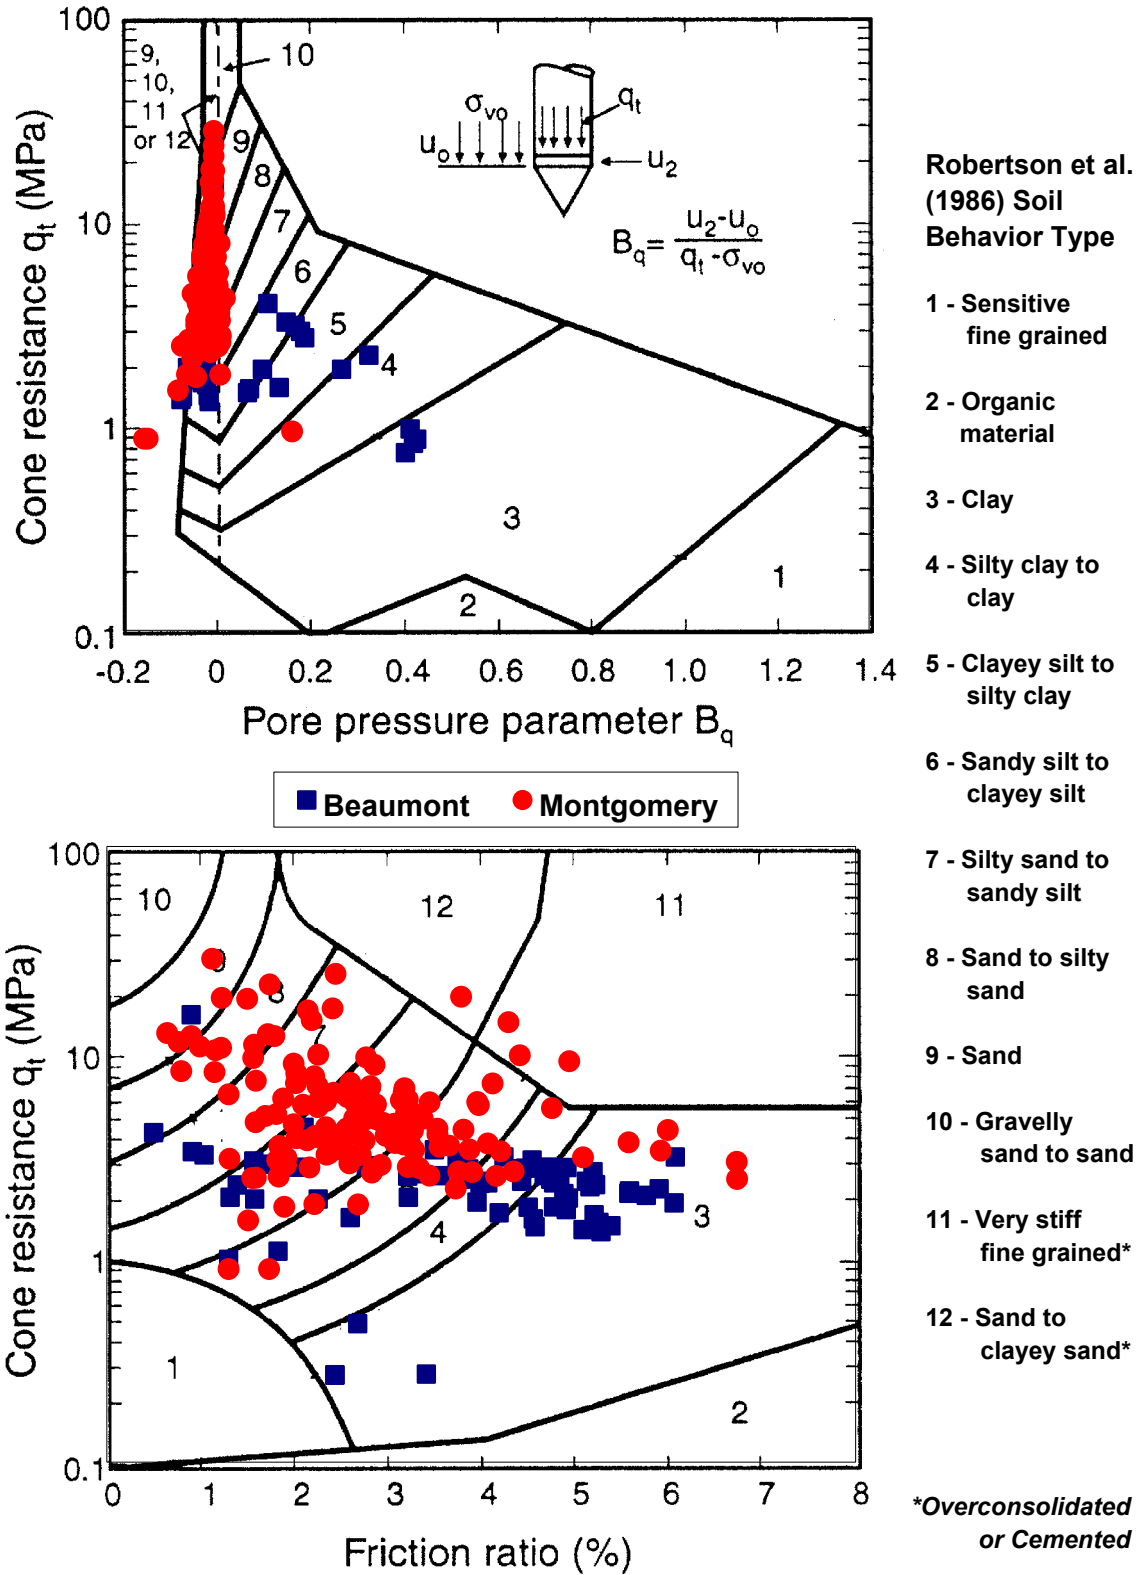 100
10
1
0.1
Cone resistance qt (MPa)
9,
10,
11
or 12
10
9
8
7
6
5
4
3
2
1
σvo
qt
uo
u2
Bq= u2-uo
qt -σvo
-0.2 0 0.2 0.4 0.6 0.8 1.0 1.2 1.4
Pore pressure parameter Bq
Beaumont Montgomery
100
10
1
0.1
Cone resistance qt (MPa)
10
9
8
7
12
11
4
3
1
2
0 1 2 3 4 5 6 7 8
Friction ratio (%)
Robertson et al.
(1986) Soil
Behavior Type
1 - Sensitive
fine grained
2 - Organic
material
3 - Clay
4 - Silty clay to
clay
5 - Clayey silt to
silty clay
6 - Sandy silt to
clayey silt
7 - Silty sand to
sandy silt
8 - Sand to silty
sand
9 - Sand
10 - Gravelly
sand to sand
11 - Very stiff
fine grained*
12 - Sand to
clayey sand*
*Overconsolidated
or Cemented